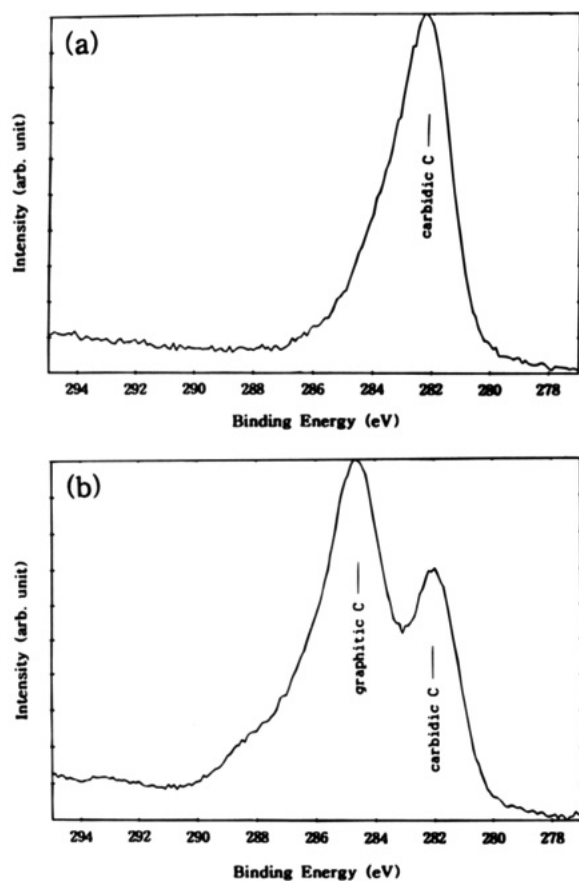 (a)
Intensity (arb. unit)
carbidic C —
294 292 290 288 286 284 282 280 278
Binding Energy (eV)
(b)
Intensity (arb. unit)
graphitic C —
carbidic C —
294 292 290 288 286 284 282 280 278
Binding Energy (eV)